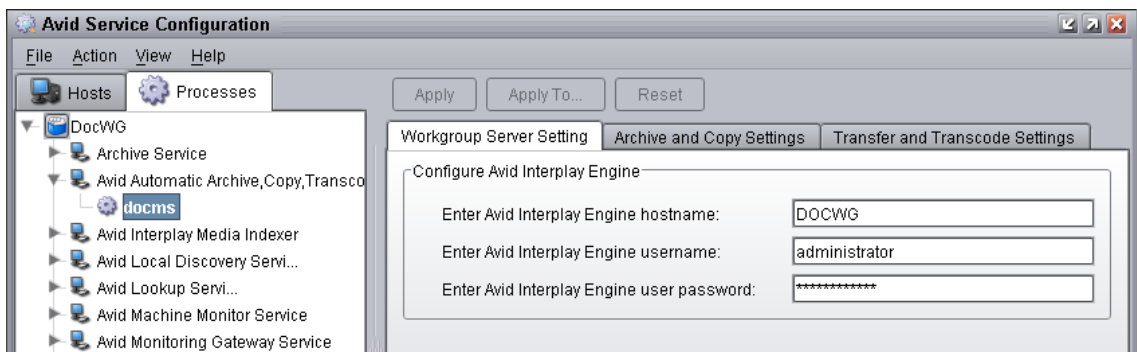 Avid Service Configuration
File Action View Help
Hosts Processes
DocWG
Archive Service
Avid Automatic Archive,Copy,Transco
docms
Avid Interplay Media Indexer
Avid Local Discovery Servi...
Avid Lookup Servi...
Avid Machine Monitor Service
Avid Monitoring Gateway Service
Apply Apply To... Reset
Workgroup Server Setting Archive and Copy Settings Transfer and Transcode Settings
Configure Avid Interplay Engine
Enter Avid Interplay Engine hostname: DOCWG
Enter Avid Interplay Engine username: administrator
Enter Avid Interplay Engine user password: ************